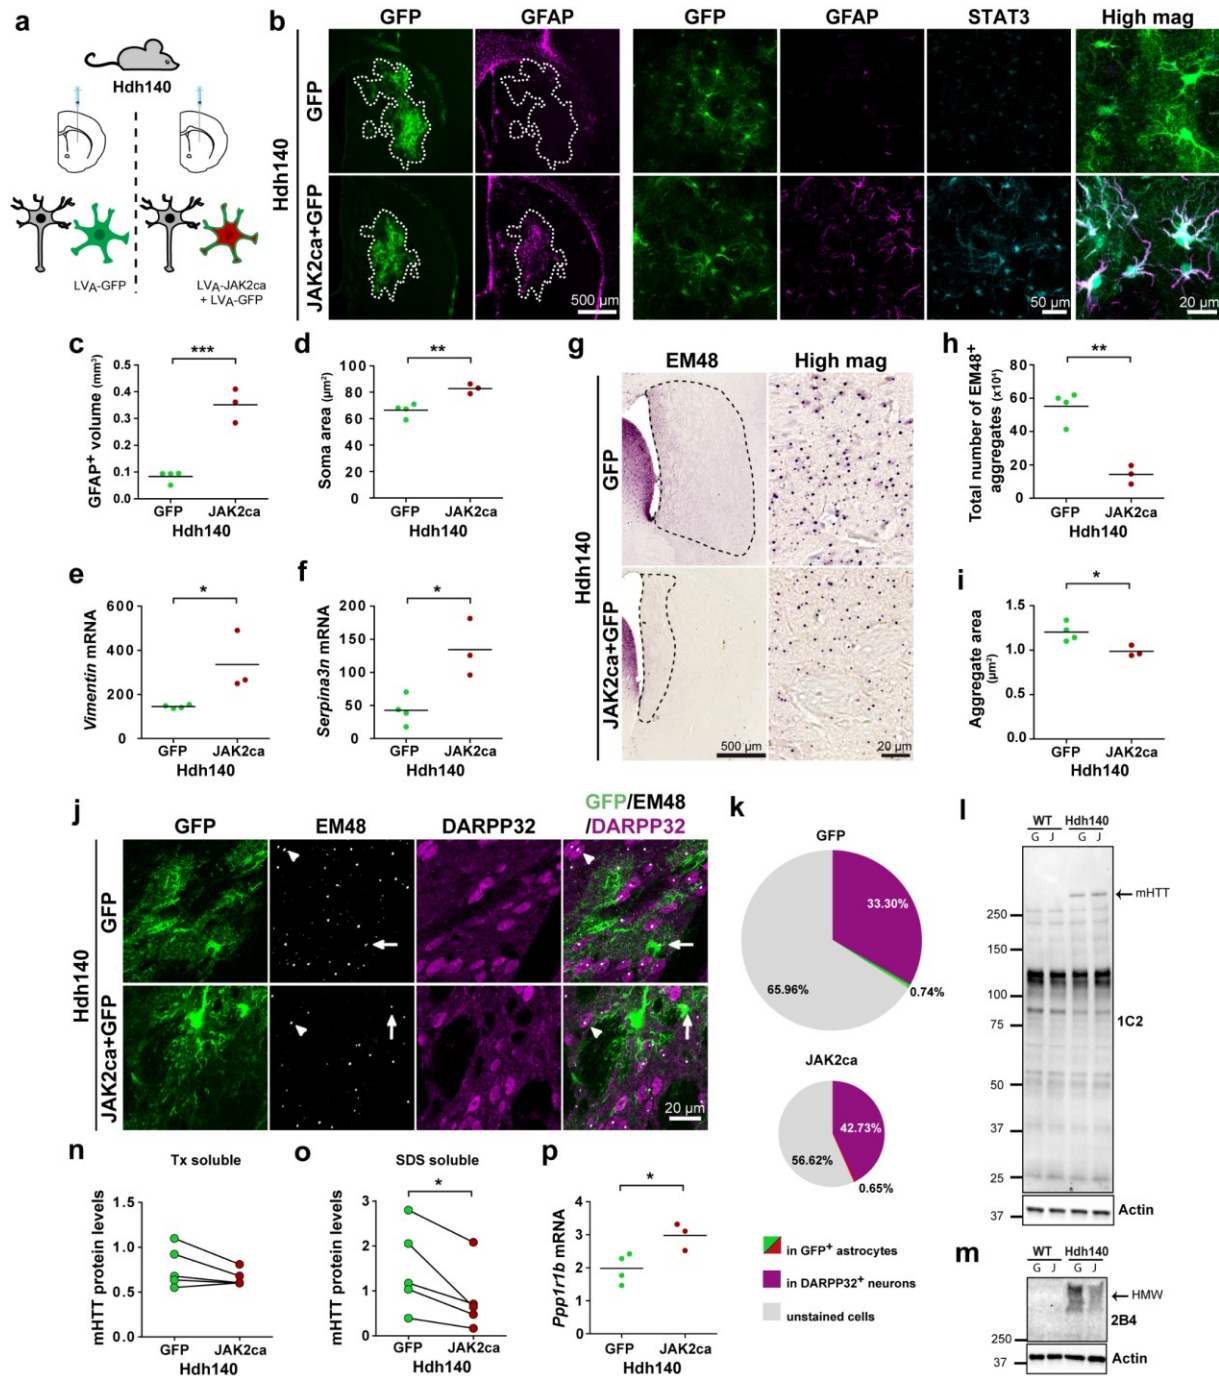 a
Hdh140
LVA-GFP
LVA-JAK2ca
+ LVA-GFP
b
GFP
GFAP
GFP
GFAP
STAT3
High mag
Hdh140
GFP
JAK2ca+GFP
500 µm
50 µm
20 µm
c
***
GFAP+ volume (mm³)
0.5
0.4
0.3
0.2
0.1
0.0
GFP
JAK2ca
Hdh140
d
**
Soma area (µm²)
100
80
60
40
20
0
GFP
JAK2ca
Hdh140
e
*
Vimentin mRNA
600
400
200
0
GFP
JAK2ca
Hdh140
f
*
Serpina3n mRNA
200
150
100
50
0
GFP
JAK2ca
Hdh140
g
EM48
High mag
Hdh140
GFP
JAK2ca+GFP
500 µm
20 µm
h
**
Total number of EM48+
aggregates (x10⁴)
80
60
40
20
0
GFP
JAK2ca
Hdh140
i
*
Aggregate area
(µm²)
1.5
1.0
0.5
0.0
GFP
JAK2ca
Hdh140
j
GFP
EM48
DARPP32
GFP/EM48
/DARPP32
Hdh140
GFP
JAK2ca+GFP
20 µm
k
GFP
33.30%
65.96%
0.74%
JAK2ca
42.73%
56.62%
0.65%
in GFP+ astrocytes
in DARPP32+ neurons
unstained cells
l
WT
Hdh140
G
J
G
J
mHTT
250
150
100
75
50
37
25
1C2
37
Actin
m
WT
Hdh140
G
J
G
J
HMW
2B4
250
37
Actin
n
Tx soluble
mHTT protein levels
1.5
1.0
0.5
0.0
GFP
JAK2ca
Hdh140
o
SDS soluble
*
mHTT protein levels
3
2
1
0
GFP
JAK2ca
Hdh140
p
*
Ppp1r1b mRNA
4
3
2
1
0
GFP
JAK2ca
Hdh140